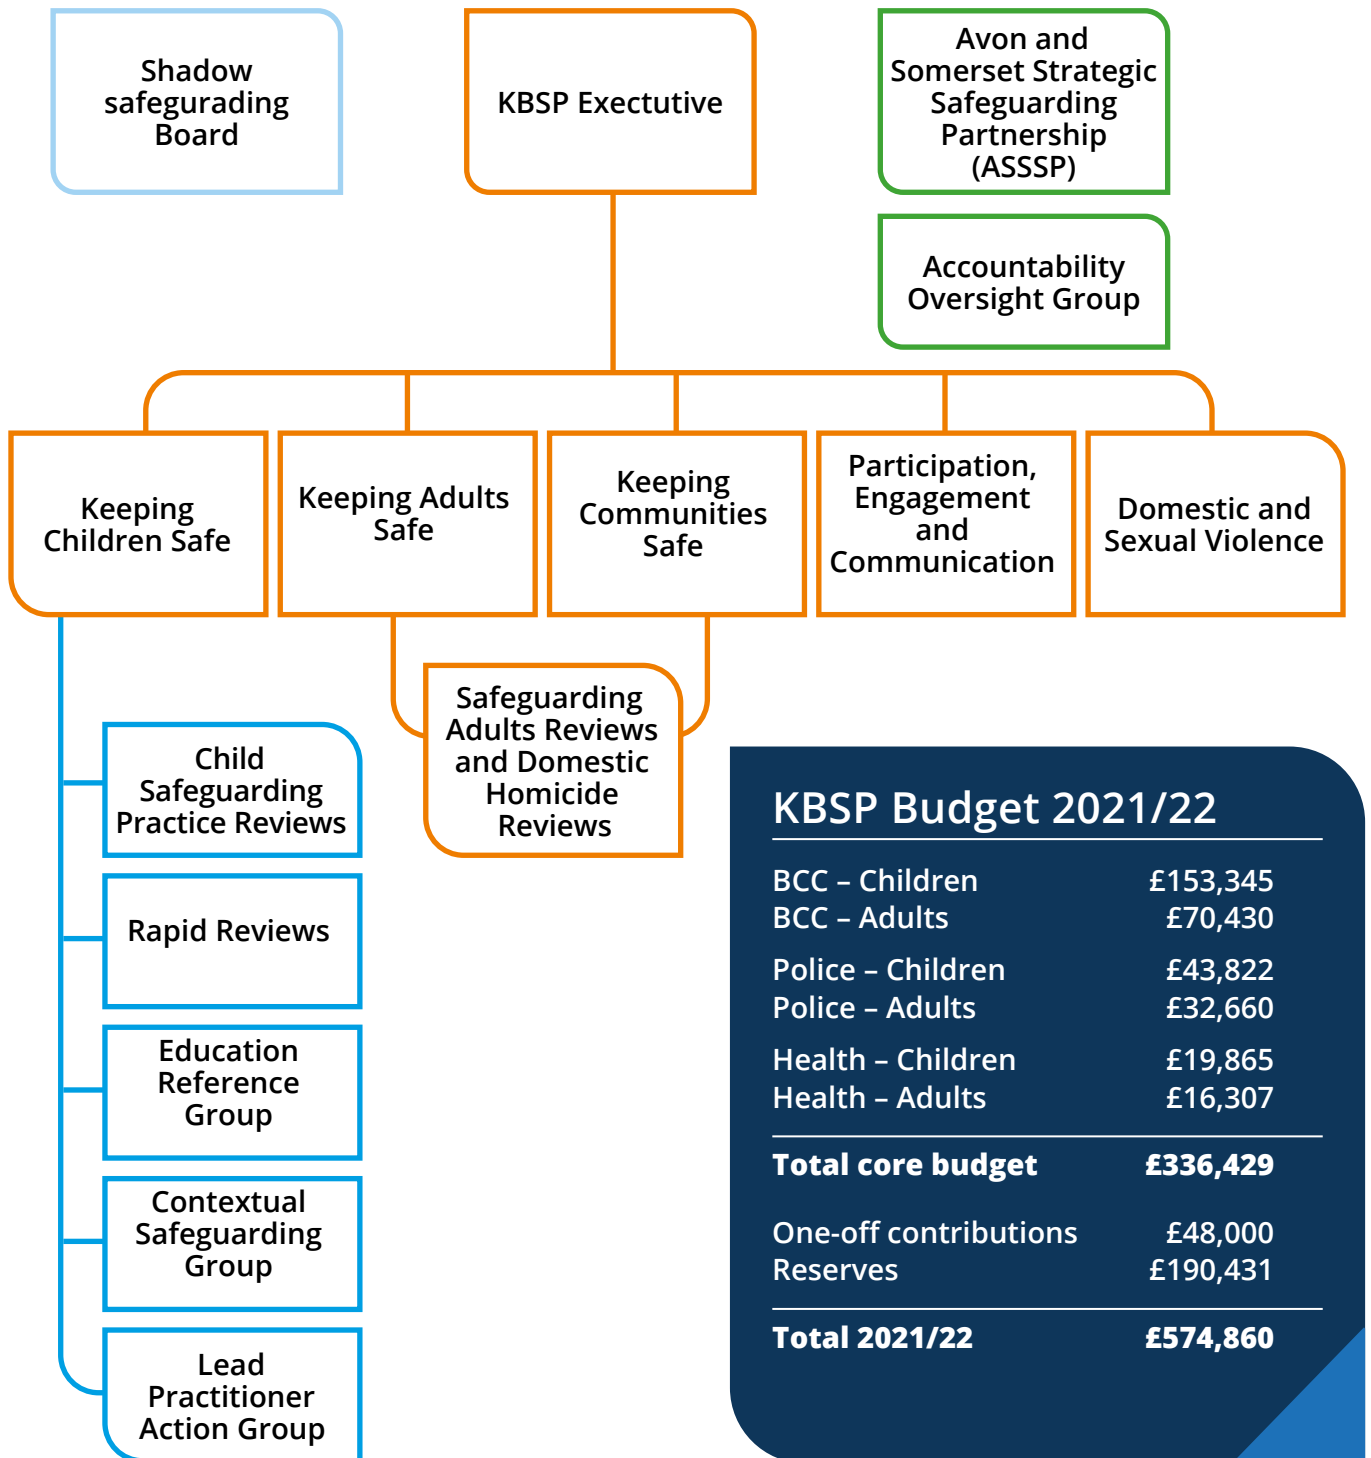 Shadow
safegurading
Board
KBSP Exectutive
Avon and
Somerset Strategic
Safeguarding
Partnership
(ASSSP)
Accountability
Oversight Group
Keeping
Children Safe
Keeping Adults
Safe
Keeping
Communities
Safe
Participation,
Engagement
and
Communication
Domestic and
Sexual Violence
Safeguarding
Adults Reviews
and Domestic
Homicide
Reviews
Child
Safeguarding
Practice Reviews
Rapid Reviews
Education
Reference
Group
Contextual
Safeguarding
Group
Lead
Practitioner
Action Group
KBSP Budget 2021/22
BCC – Children £153,345
BCC – Adults £70,430
Police – Children £43,822
Police – Adults £32,660
Health – Children £19,865
Health – Adults £16,307
Total core budget £336,429
One-off contributions £48,000
Reserves £190,431
Total 2021/22 £574,860